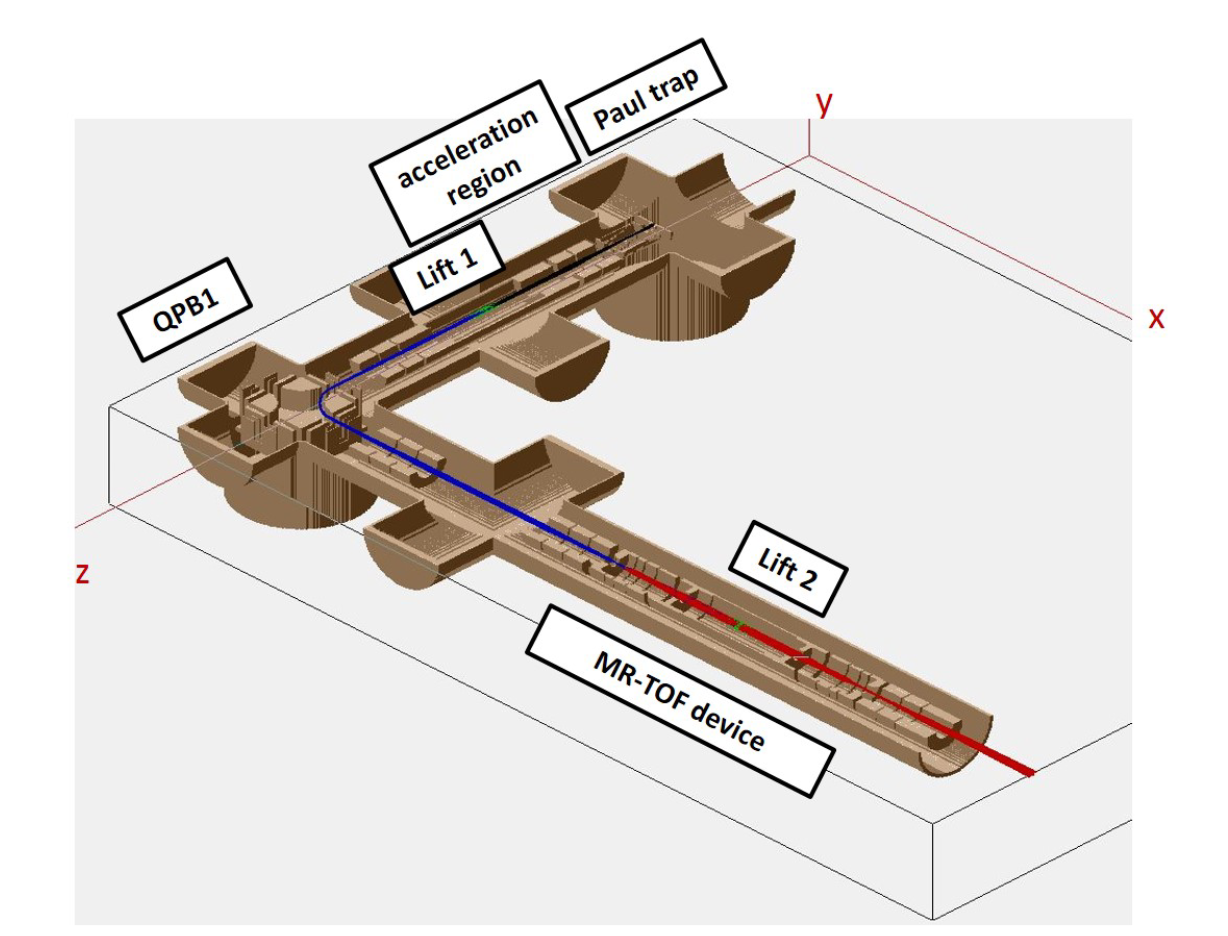 Paul trap
y
acceleration
region
Lift 1
QPB1
x
z
Lift 2
MR-TOF device